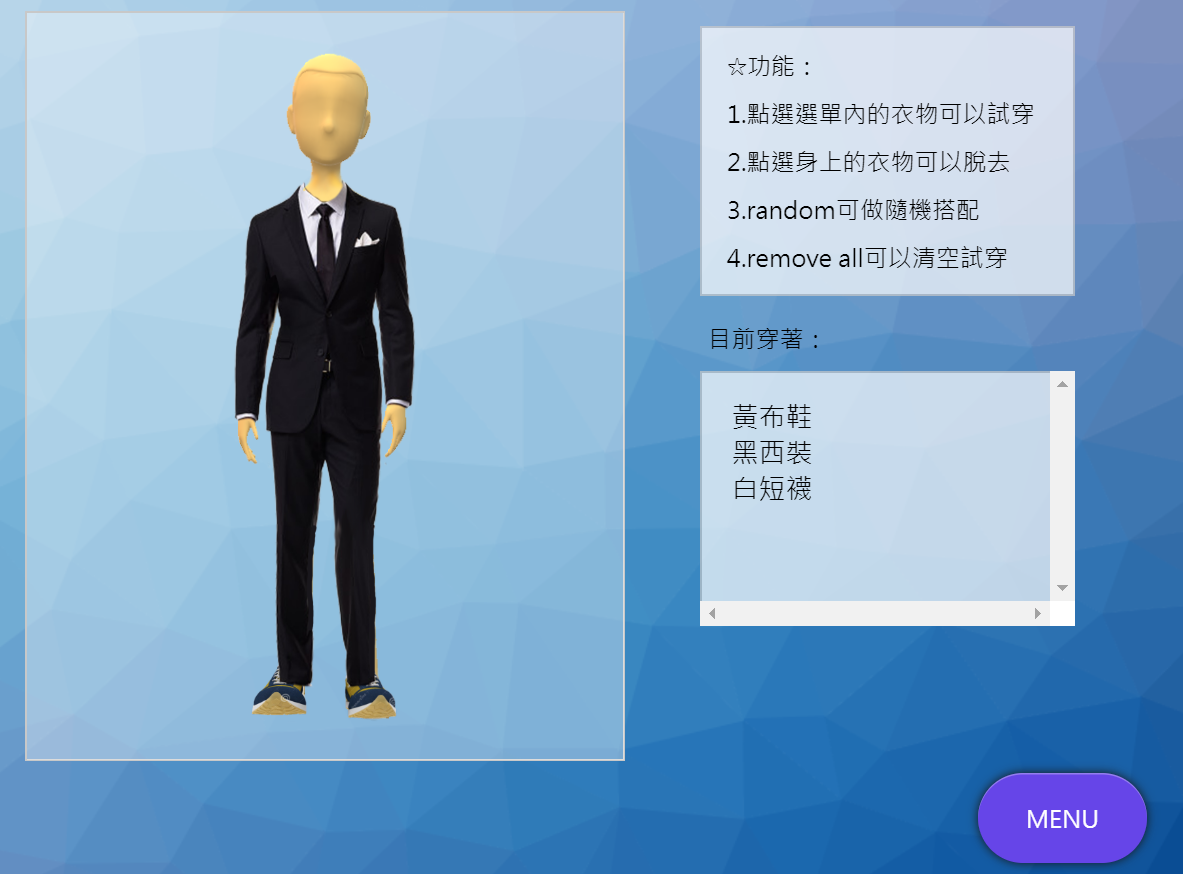 ☆功能：
1.點選選單內的衣物可以試穿
2.點選身上的衣物可以脫去
3.random可做隨機搭配
4.remove all可以清空試穿
目前穿著：
黃布鞋
黑西裝
白短襪
MENU